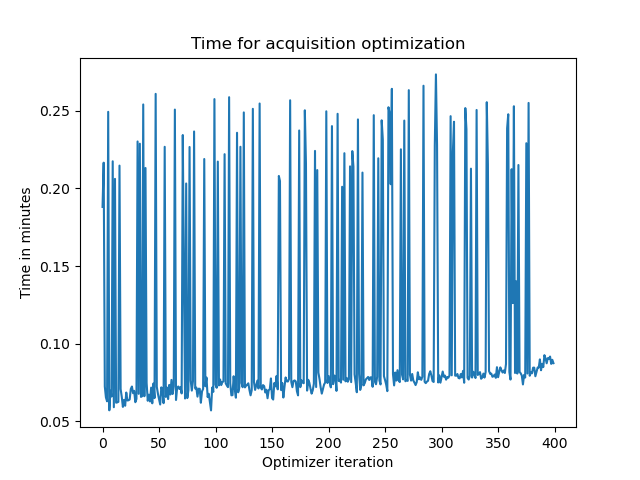 Time for acquisition optimization
0.25
0.20
0.15
0.10
0.05
Time in minutes
0 50 100 150 200 250 300 350 400
Optimizer iteration